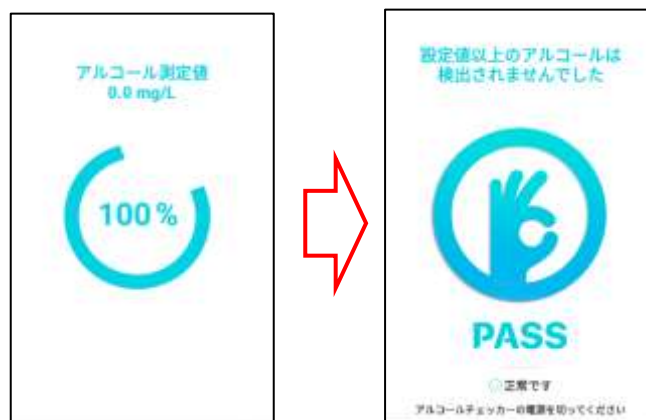 アルコール測定値
0.0 mg/L
100%
設定値以上のアルコールは
検出されませんでした
PASS
正常です
アルコールチェッカーの電源を切ってください